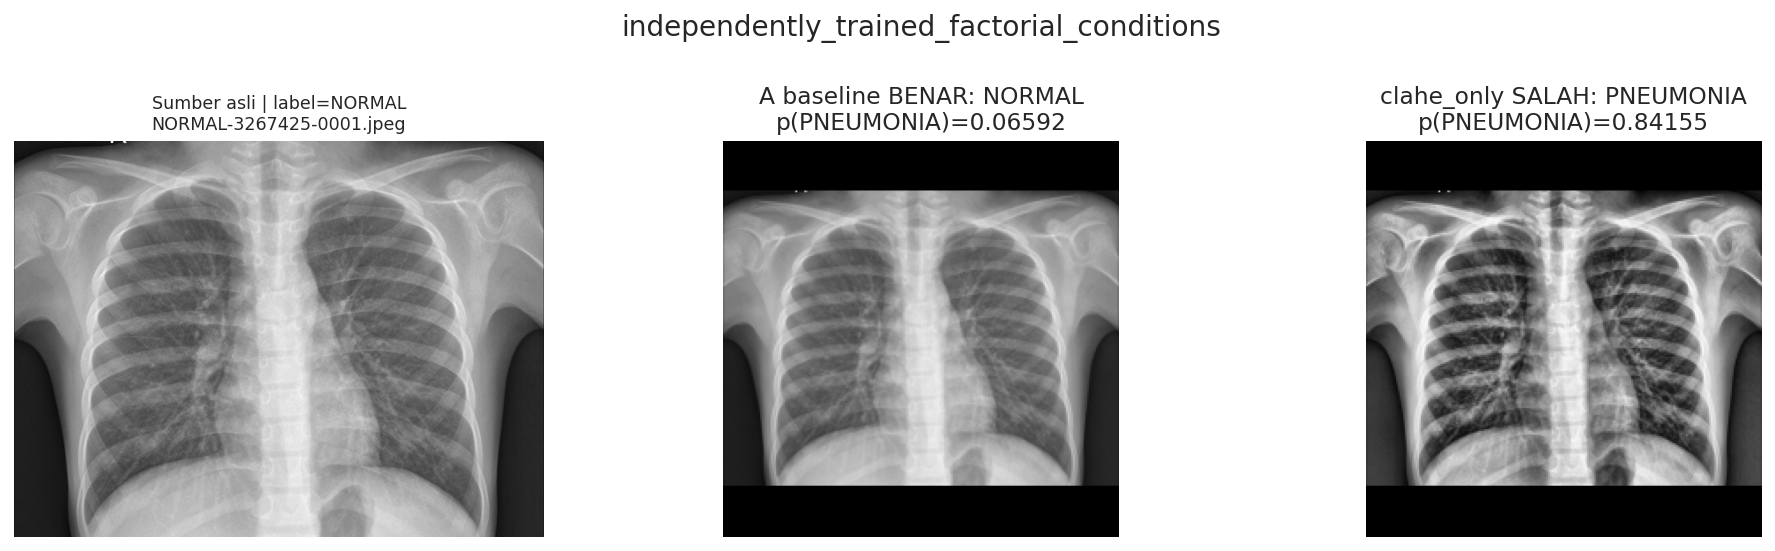 independently_trained_factorial_conditions
Sumber asli | label=NORMAL
NORMAL-3267425-0001.jpeg
A baseline BENAR: NORMAL
p(PNEUMONIA)=0.06592
clahe_only SALAH: PNEUMONIA
p(PNEUMONIA)=0.84155